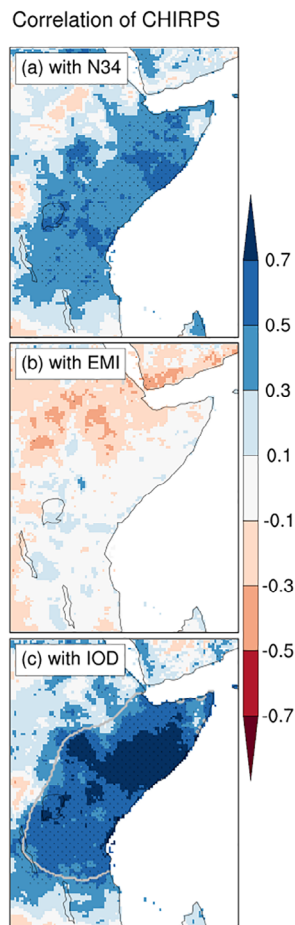 Correlation of CHIRPS
(a) with N34
0.7
0.5
0.3
0.1
-0.1
-0.3
-0.5
-0.7
(b) with EMI
(c) with IOD